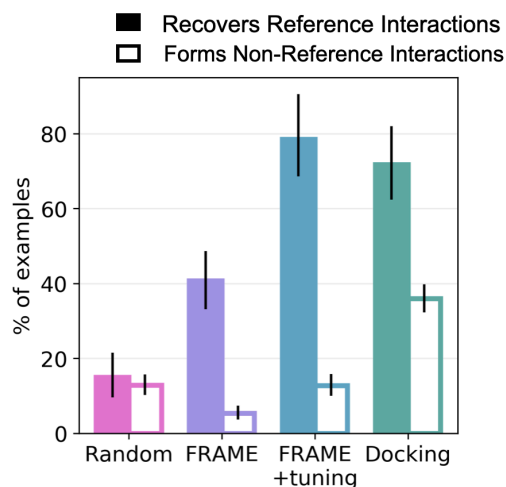 Recovers Reference Interactions
Forms Non-Reference Interactions
% of examples
80
60
40
20
0
Random
FRAME
FRAME
+tuning
Docking